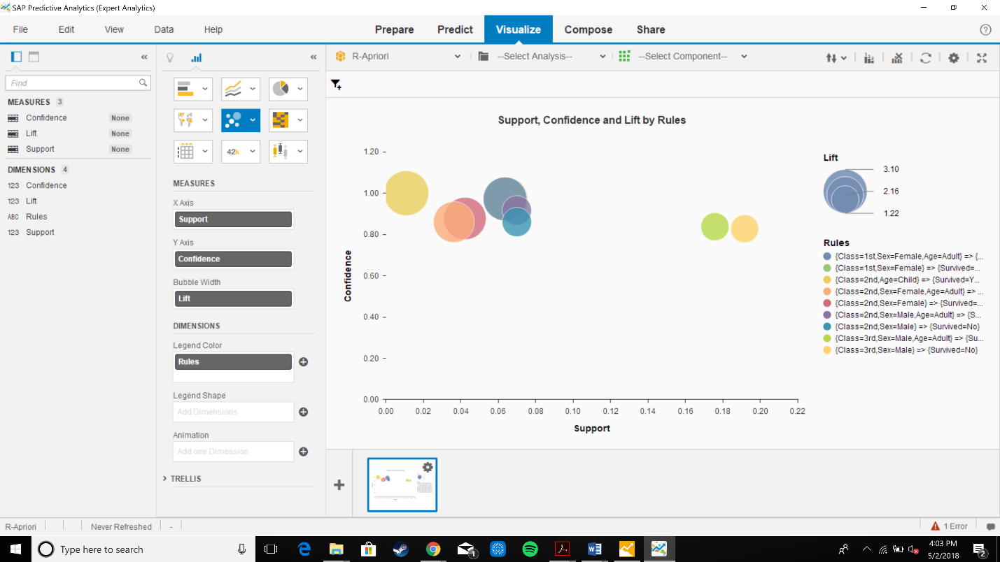 SAP Predictive Analytics (Expert Analytics)
File Edit View Data Help Prepare Predict Visualize Compose Share
Find
MEASURES 3
Confidence None
Lift None
Support None
DIMENSIONS 4
123 Confidence
123 Lift
ABC Rules
123 Support
42k
MEASURES
X Axis
Support
Y Axis
Confidence
Bubble Width
Lift
DIMENSIONS
Legend Color
Rules
Legend Shape
Add Dimensions
Animation
Add one Dimension
TRELLIS
R-Apriori --Select Analysis-- --Select Component--
Support, Confidence and Lift by Rules
Confidence
1.20
1.00
0.80
0.60
0.40
0.20
0.00
0.00 0.02 0.04 0.06 0.08 0.10 0.12 0.14 0.16 0.18 0.20 0.22
Support
Lift
3.10
2.16
1.22
Rules
{Class=1st,Sex=Female,Age=Adult} => {...
{Class=1st,Sex=Female} => {Survived=...
{Class=2nd,Age=Child} => {Survived=Y...
{Class=2nd,Sex=Female,Age=Adult} => ...
{Class=2nd,Sex=Female} => {Survived=...
{Class=2nd,Sex=Male,Age=Adult} => {S...
{Class=2nd,Sex=Male} => {Survived=No}
{Class=3rd,Sex=Male,Age=Adult} => {Su...
{Class=3rd,Sex=Male} => {Survived=No}
R-Apriori Never Refreshed - 1 Error
Type here to search
1
4:03 PM
5/2/2018
2